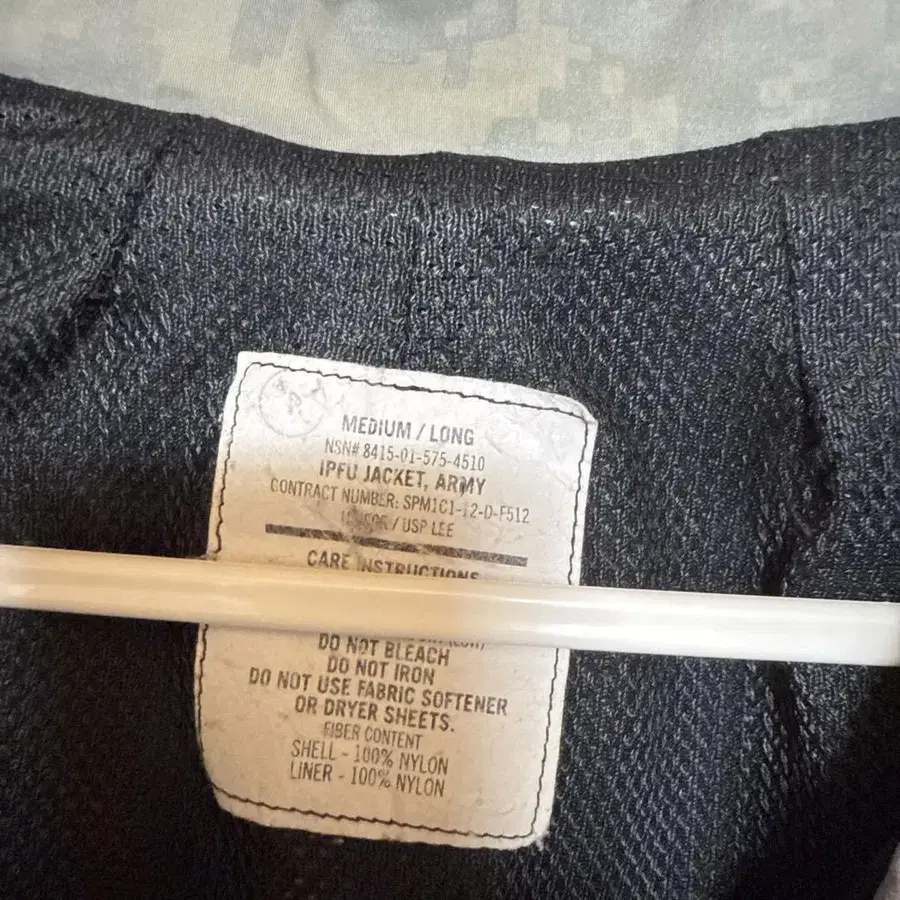 MEDIUM / LONG
NSN# 8415-01-575-4510
IPFU JACKET, ARMY
CONTRACT NUMBER: SPM1C1-12-D-F512
/ USP LEE
CARE INSTRUCTIONS
DO NOT BLEACH
DO NOT IRON
DO NOT USE FABRIC SOFTENER
OR DRYER SHEETS.
FIBER CONTENT
SHELL - 100% NYLON
LINER - 100% NYLON